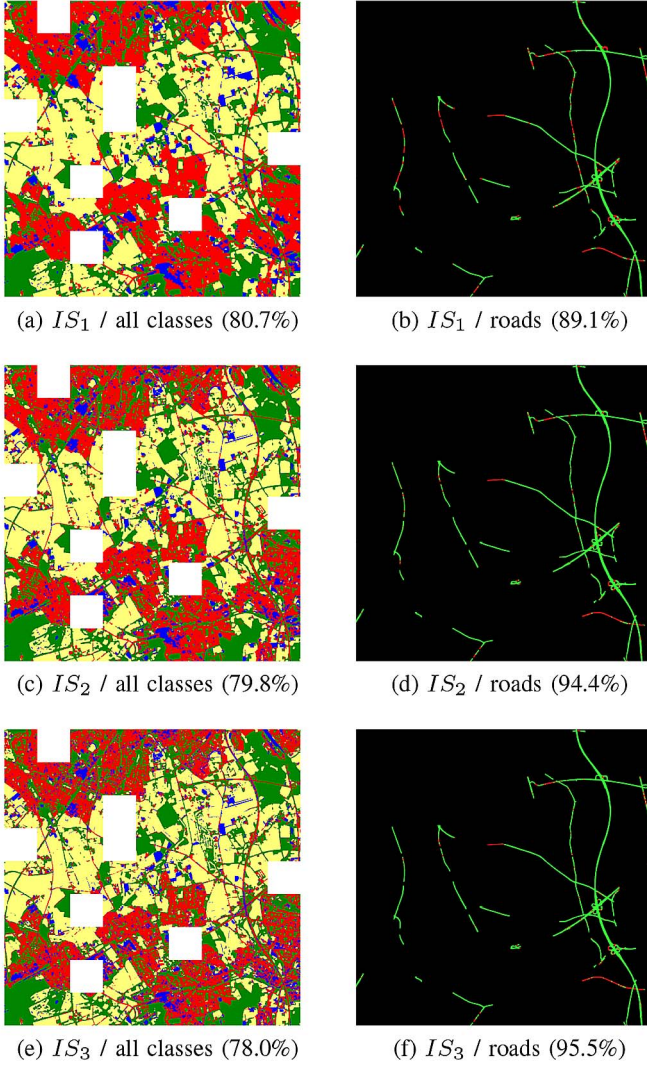 (a) IS₁ / all classes (80.7%)
(b) IS₁ / roads (89.1%)
(c) IS₂ / all classes (79.8%)
(d) IS₂ / roads (94.4%)
(e) IS₃ / all classes (78.0%)
(f) IS₃ / roads (95.5%)